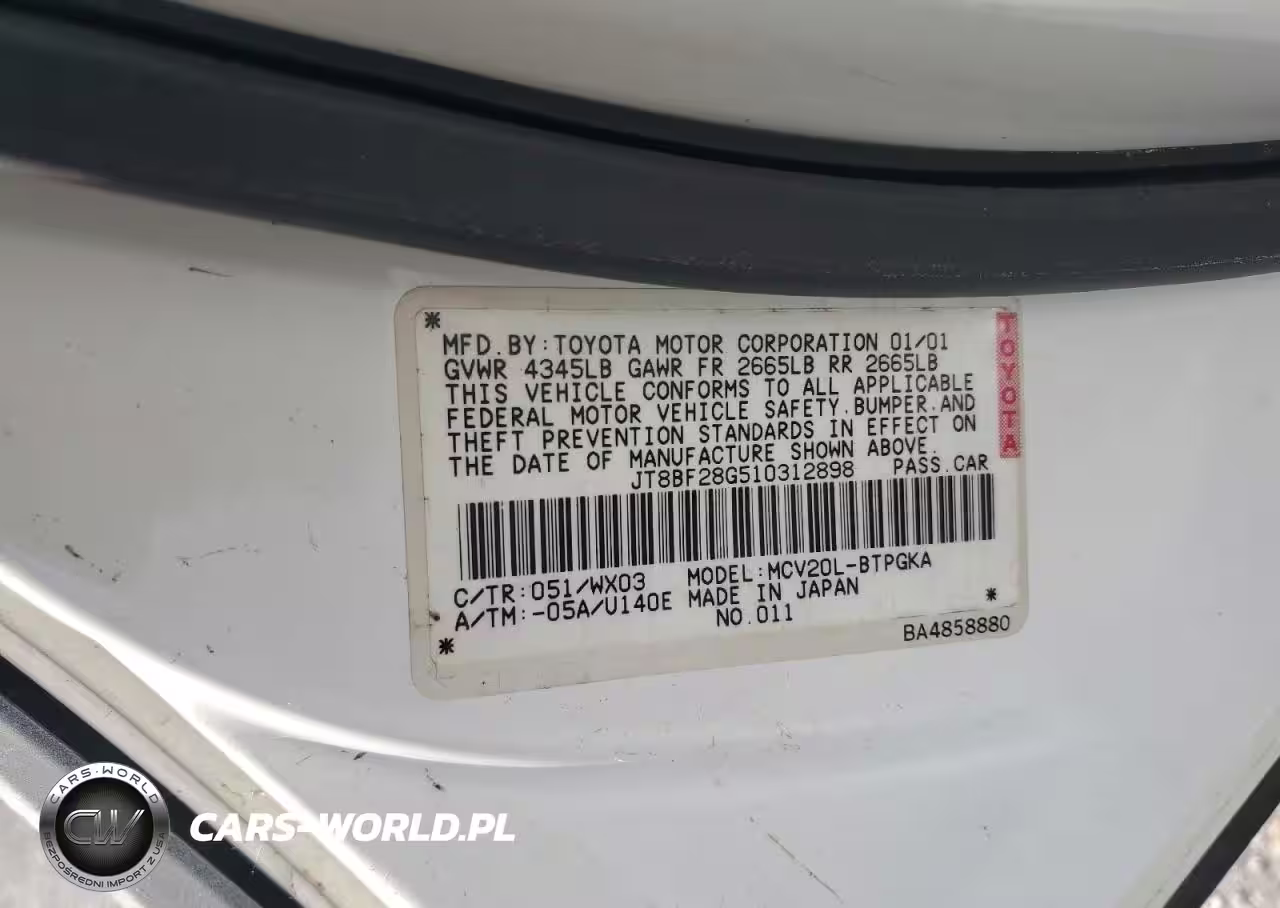 MFD.BY:TOYOTA MOTOR CORPORATION 01/01
GVWR 4345LB GAWR FR 2665LB RR 2665LB
THIS VEHICLE CONFORMS TO ALL APPLICABLE
FEDERAL MOTOR VEHICLE SAFETY.BUMPER.AND
THEFT PREVENTION STANDARDS IN EFFECT ON
THE DATE OF MANUFACTURE SHOWN ABOVE.
JT8BF28G510312898 PASS.CAR
TOYOTA
C/TR:051/WX03 MODEL:MCV20L-BTPGKA
A/TM:-05A/U140E MADE IN JAPAN
NO.011
BA4858880
CARS-WORLD
CW
BEZPOŚREDNI IMPORT Z USA
CARS-WORLD.PL